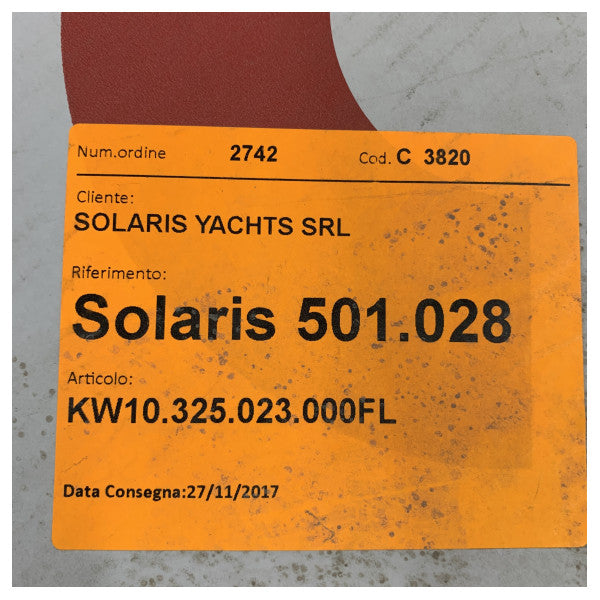 Num.ordine 2742 Cod. C 3820
Cliente:
SOLARIS YACHTS SRL
Riferimento:
Solaris 501.028
Articolo:
KW10.325.023.000FL
Data Consegna:27/11/2017